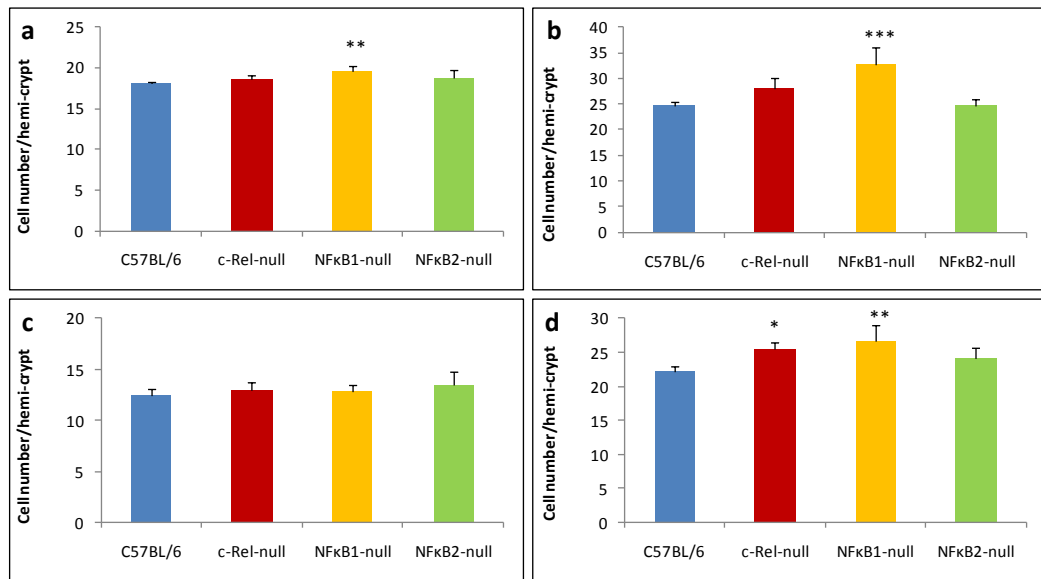 a
Cell number/hemi-crypt
25
20
15
10
5
0
**
C57BL/6 c-Rel-null NFκB1-null NFκB2-null
b
Cell number/hemi-crypt
40
35
30
25
20
15
10
5
0
***
C57BL/6 c-Rel-null NFκB1-null NFκB2-null
c
Cell number/hemi-crypt
20
15
10
5
0
C57BL/6 c-Rel-null NFκB1-null NFκB2-null
d
Cell number/hemi-crypt
30
25
20
15
10
5
0
* **
C57BL/6 c-Rel-null NFκB1-null NFκB2-null